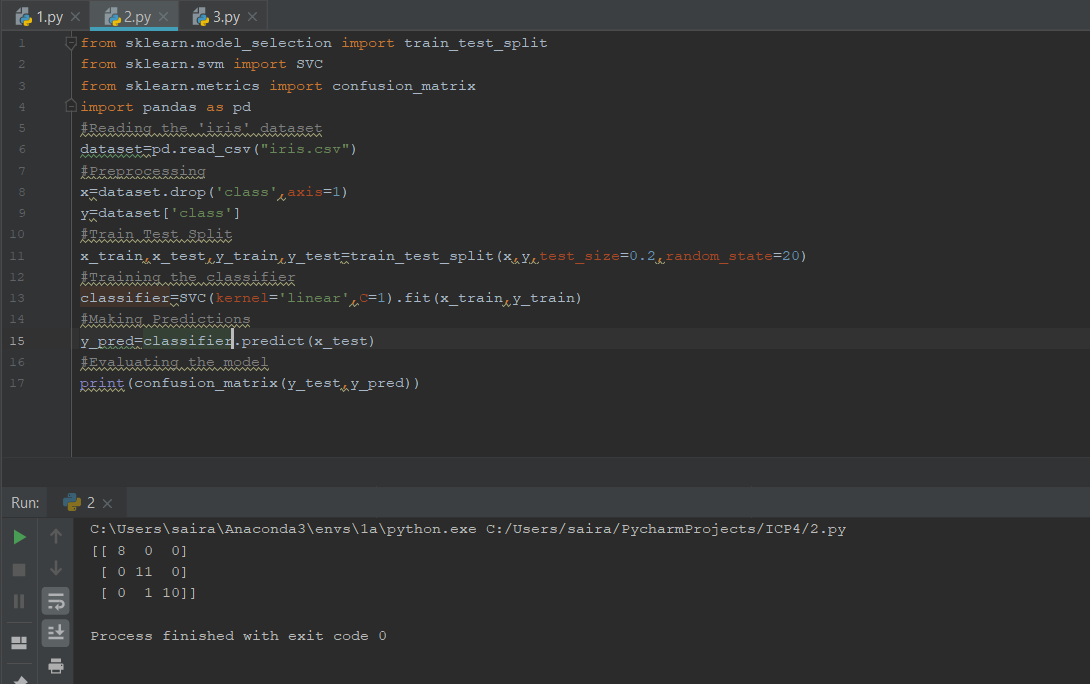 1.py 2.py 3.py
1 from sklearn.model_selection import train_test_split
2 from sklearn.svm import SVC
3 from sklearn.metrics import confusion_matrix
4 import pandas as pd
5 #Reading the 'iris' dataset
6 dataset=pd.read_csv("iris.csv")
7 #Preprocessing
8 x=dataset.drop('class',axis=1)
9 y=dataset['class']
10 #Train Test Split
11 x_train,x_test,y_train,y_test=train_test_split(x,y,test_size=0.2,random_state=20)
12 #Training the classifier
13 classifier=SVC(kernel='linear',C=1).fit(x_train,y_train)
14 #Making Predictions
15 y_pred=classifier.predict(x_test)
16 #Evaluating the model
17 print(confusion_matrix(y_test,y_pred))
Run: 2
C:\Users\saira\Anaconda3\envs\1a\python.exe C:/Users/saira/PycharmProjects/ICP4/2.py
[[ 8  0  0]
 [ 0 11  0]
 [ 0  1 10]]
Process finished with exit code 0